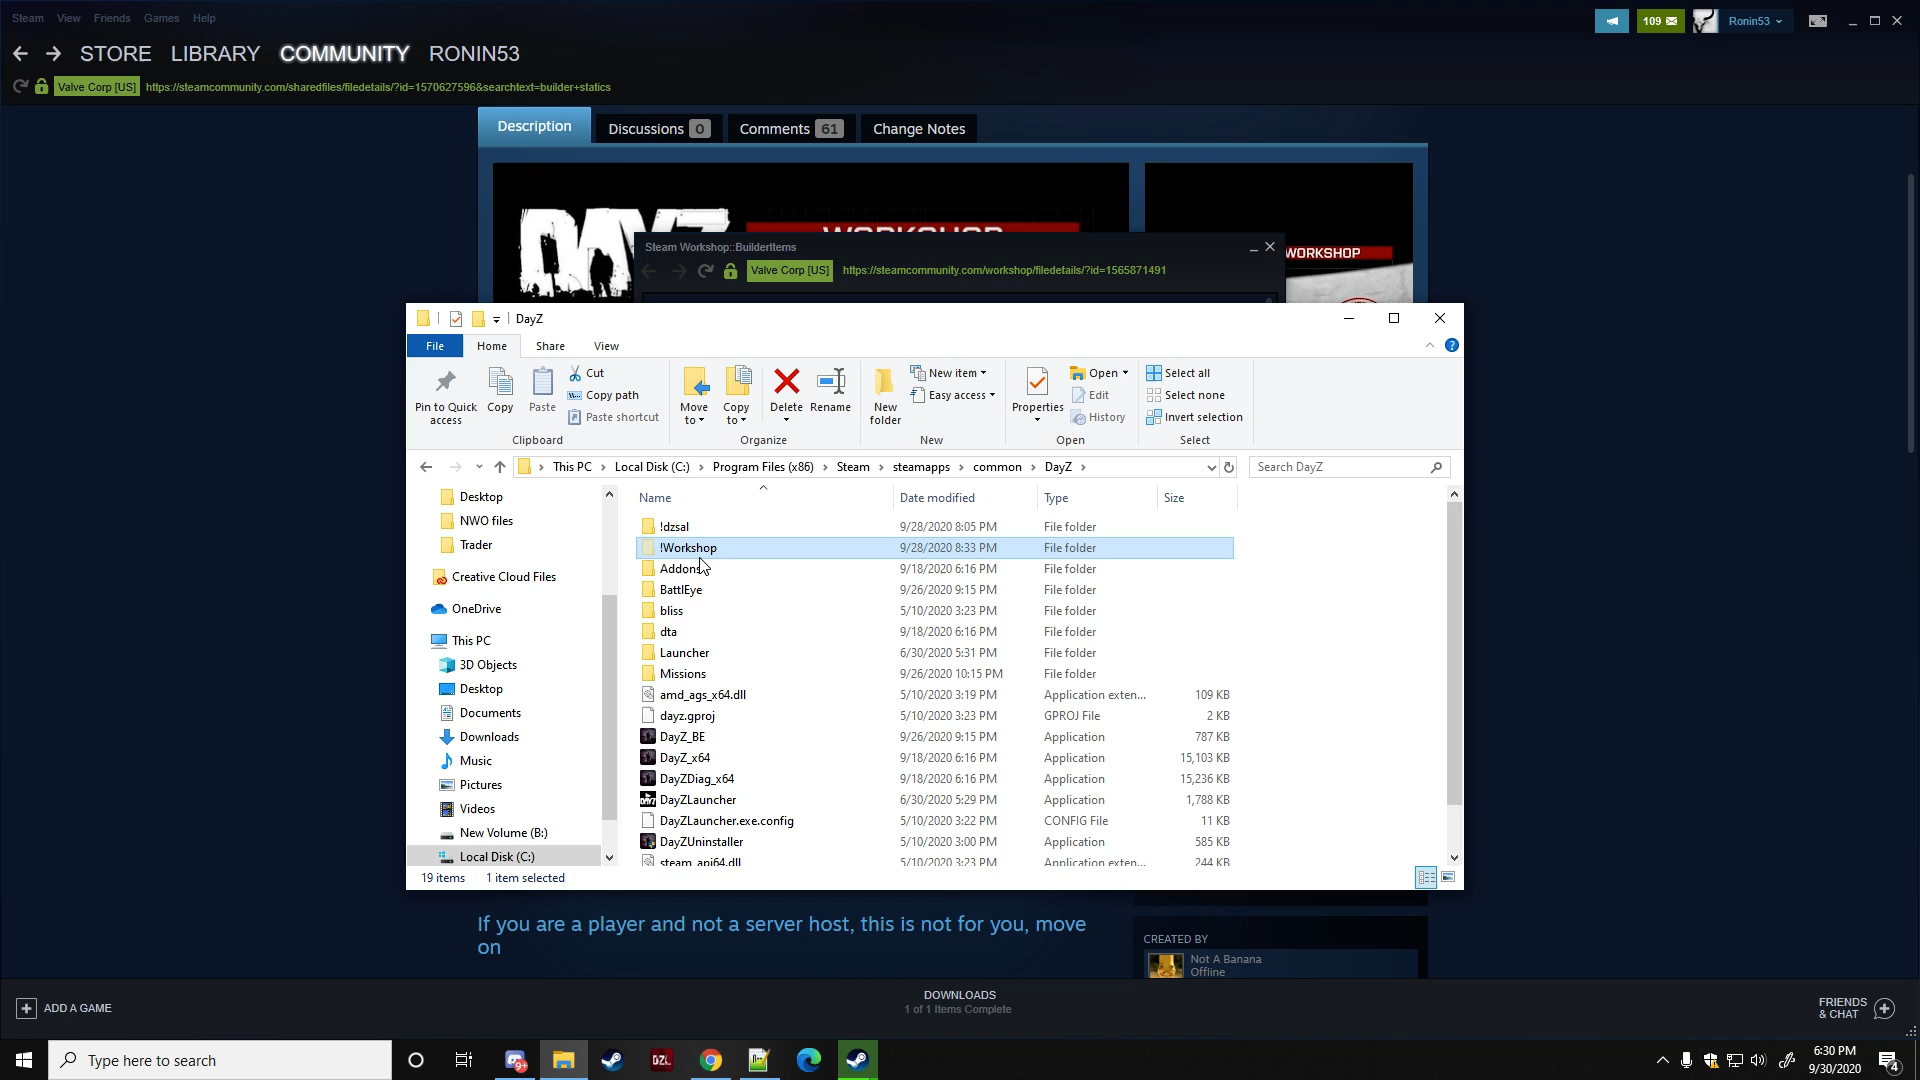 Steam View Friends Games Help
109
Ronin53
STORE LIBRARY COMMUNITY RONIN53
Valve Corp [US] https://steamcommunity.com/sharedfiles/filedetails/?id=1570627596&searchtext=builder+statics
Description Discussions 0 Comments 61 Change Notes
DAYZ WORKSHOP
WORKSHOP
Steam Workshop::BuilderItems
Valve Corp [US] https://steamcommunity.com/workshop/filedetails/?id=1565871491
DayZ
File Home Share View
Pin to Quick access
Copy
Paste
Cut
Copy path
Paste shortcut
Clipboard
Move to
Copy to
Delete
Rename
Organize
New folder
New item
Easy access
New
Properties
Open
Edit
History
Open
Select all
Select none
Invert selection
Select
This PC Local Disk (C:) Program Files (x86) Steam steamapps common DayZ
Search DayZ
Desktop
NWO files
Trader
Creative Cloud Files
OneDrive
This PC
3D Objects
Desktop
Documents
Downloads
Music
Pictures
Videos
New Volume (B:)
Local Disk (C:)
Name Date modified Type Size
!dzsal 9/28/2020 8:05 PM File folder
!Workshop 9/28/2020 8:33 PM File folder
Addons 9/18/2020 6:16 PM File folder
BattlEye 9/26/2020 9:15 PM File folder
bliss 5/10/2020 3:23 PM File folder
dta 9/18/2020 6:16 PM File folder
Launcher 6/30/2020 5:31 PM File folder
Missions 9/26/2020 10:15 PM File folder
amd_ags_x64.dll 5/10/2020 3:19 PM Application exten... 109 KB
dayz.gproj 5/10/2020 3:23 PM GPROJ File 2 KB
DayZ_BE 9/26/2020 9:15 PM Application 787 KB
DayZ_x64 9/18/2020 6:16 PM Application 15,103 KB
DayZDiag_x64 9/18/2020 6:16 PM Application 15,236 KB
DayZLauncher 6/30/2020 5:29 PM Application 1,788 KB
DayZLauncher.exe.config 5/10/2020 3:22 PM CONFIG File 11 KB
DayZUninstaller 5/10/2020 3:00 PM Application 585 KB
steam_api64.dll 5/10/2020 3:23 PM Application exten... 244 KB
19 items 1 item selected
If you are a player and not a server host, this is not for you, move
on
CREATED BY
Not A Banana
Offline
ADD A GAME
DOWNLOADS
1 of 1 Items Complete
FRIENDS
& CHAT
Type here to search
9+
DZL
6:30 PM
9/30/2020
4